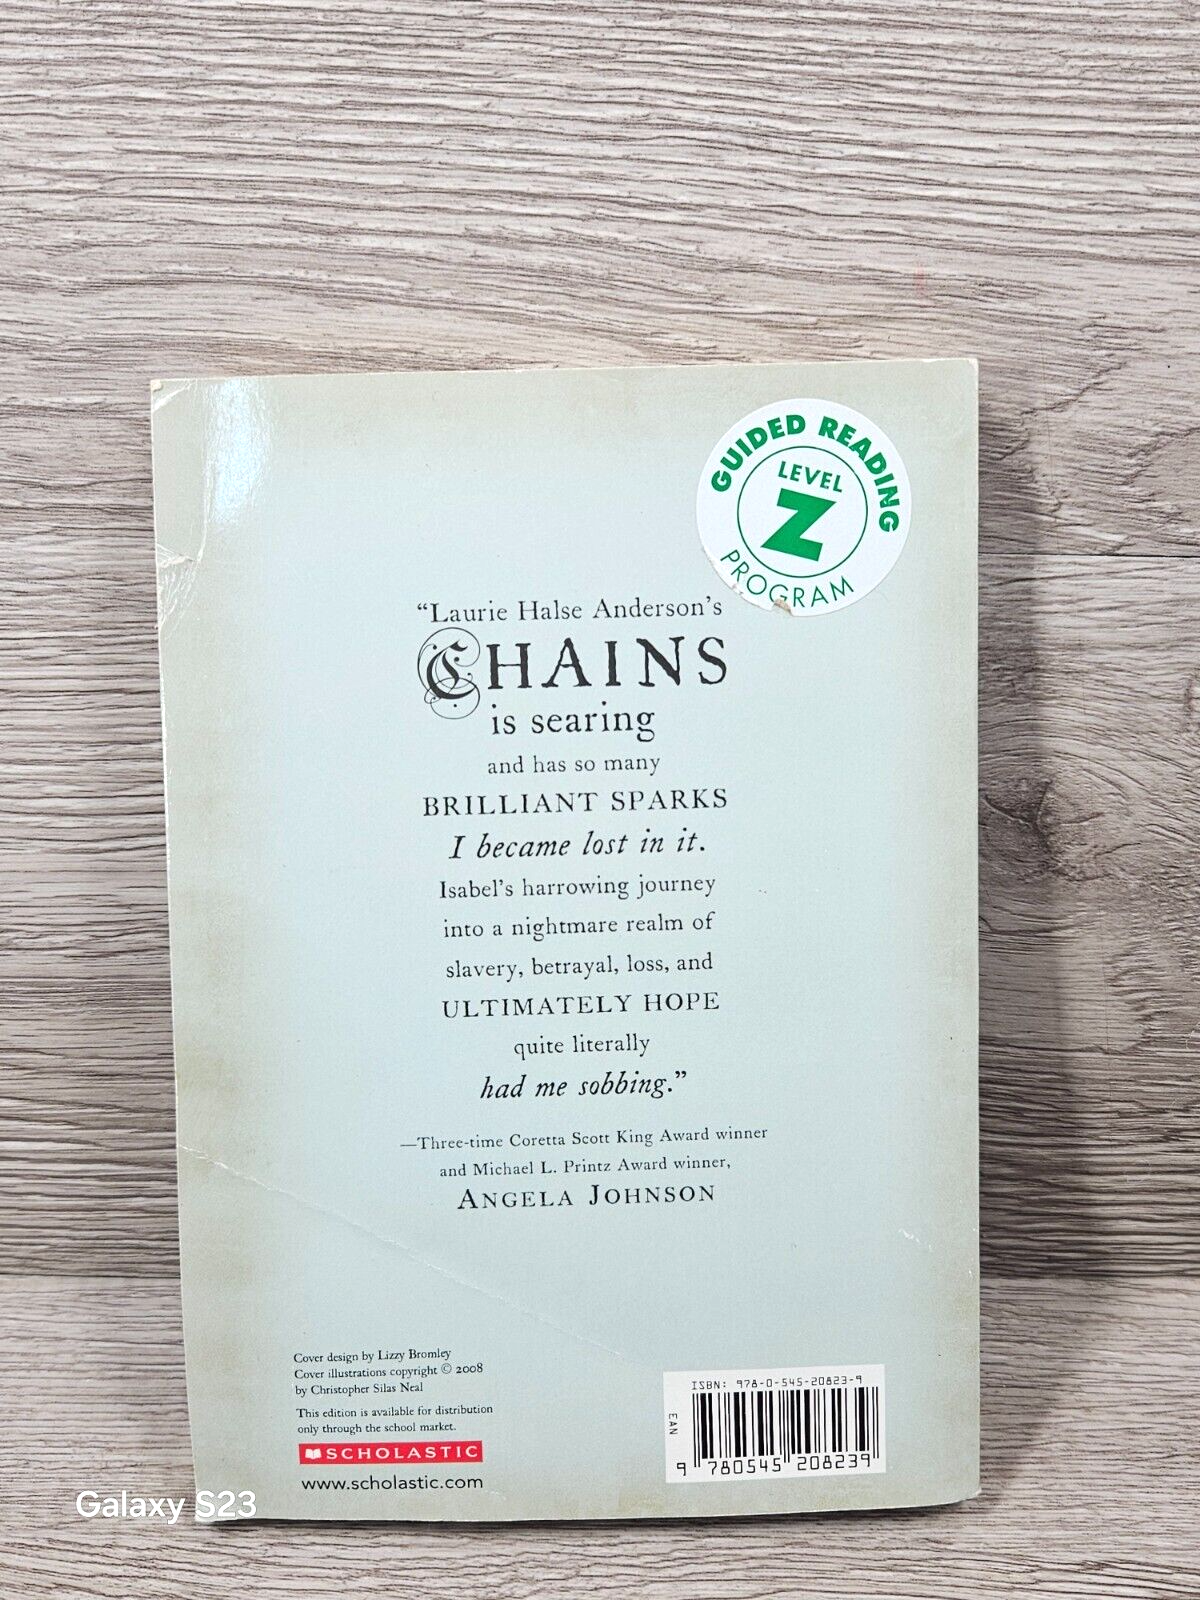 GUIDED READING
LEVEL
Z
PROGRAM
“Laurie Halse Anderson’s
CHAINS
is searing
and has so many
BRILLIANT SPARKS
I became lost in it.
Isabel’s harrowing journey
into a nightmare realm of
slavery, betrayal, loss, and
ULTIMATELY HOPE
quite literally
had me sobbing.”
—Three-time Coretta Scott King Award winner
and Michael L. Printz Award winner,
ANGELA JOHNSON
Cover design by Lizzy Bromley
Cover illustrations copyright © 2008
by Christopher Silas Neal
This edition is available for distribution
only through the school market.
SCHOLASTIC
www.scholastic.com
ISBN: 978-0-545-20823-9
EAN
9 780545 208239
Galaxy S23